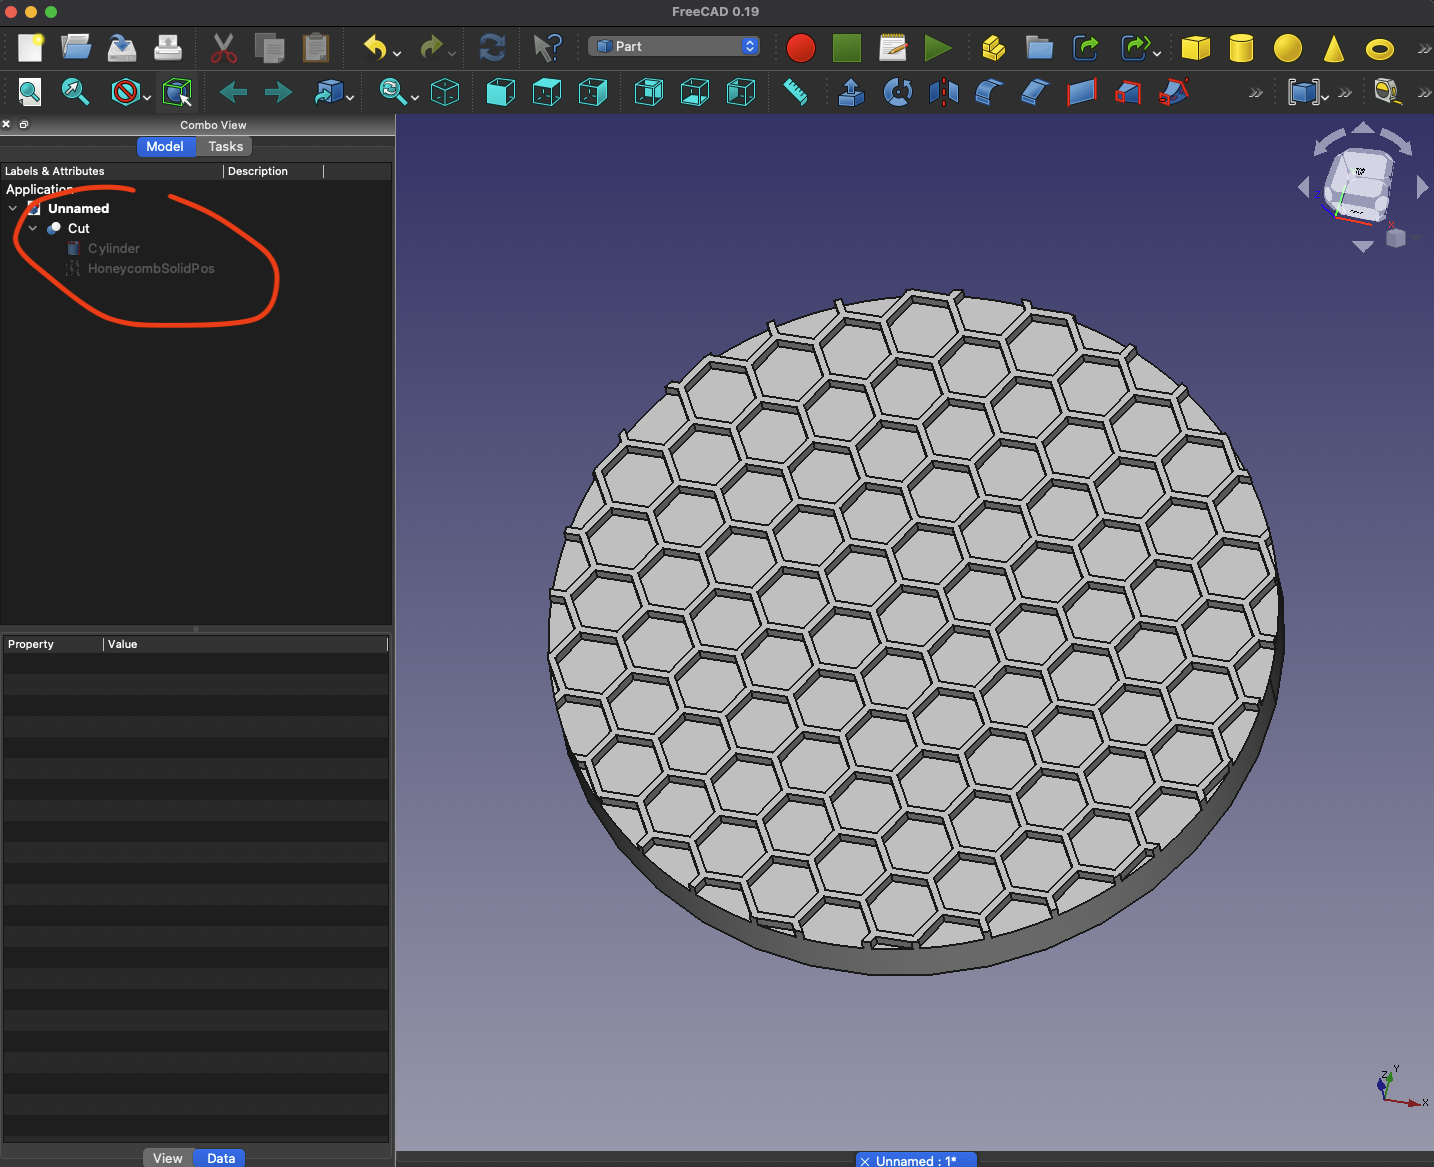 FreeCAD 0.19
Part
Combo View
Model Tasks
Labels & Attributes Description
Application
Unnamed
Cut
Cylinder
HoneycombSolidPos
Property Value
View Data
Unnamed : 1*
TOP
Z Y
X